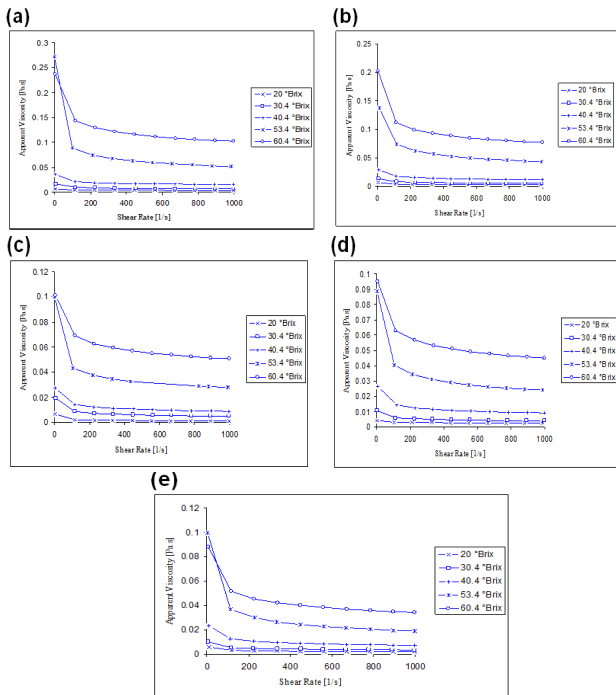 (a)
0.3
0.25
0.2
0.15
0.1
0.05
0
Apparent Viscosity [Pa.s]
0 200 400 600 800 1000
Shear Rate [1/s]
20 °Brix
30.4 °Brix
40.4 °Brix
53.4 °Brix
60.4 °Brix
(b)
0.25
0.2
0.15
0.1
0.05
0
Apparent Viscosity [Pa.s]
0 200 400 600 800 1000
Shear Rate [1/s]
20 °Brix
30.4 °Brix
40.4 °Brix
53.4 °Brix
60.4 °Brix
(c)
0.12
0.1
0.08
0.06
0.04
0.02
0
Apparent Viscosity [Pa.s]
0 200 400 600 800 1000
Shear Rate [1/s]
20 °Brix
30.4 °Brix
40.4 °Brix
53.4 °Brix
60.4 °Brix
(d)
0.1
0.09
0.08
0.07
0.06
0.05
0.04
0.03
0.02
0.01
0
Apparent Viscosity [Pa.s]
0 200 400 600 800 1000
Shear Rate [1/s]
20 °Brix
30.4 °Brix
40.4 °Brix
53.4 °Brix
60.4 °Brix
(e)
0.12
0.1
0.08
0.06
0.04
0.02
0
Apparent Viscosity [Pa.s]
0 200 400 600 800 1000
Shear Rate [1/s]
20 °Brix
30.4 °Brix
40.4 °Brix
53.4 °Brix
60.4 °Brix